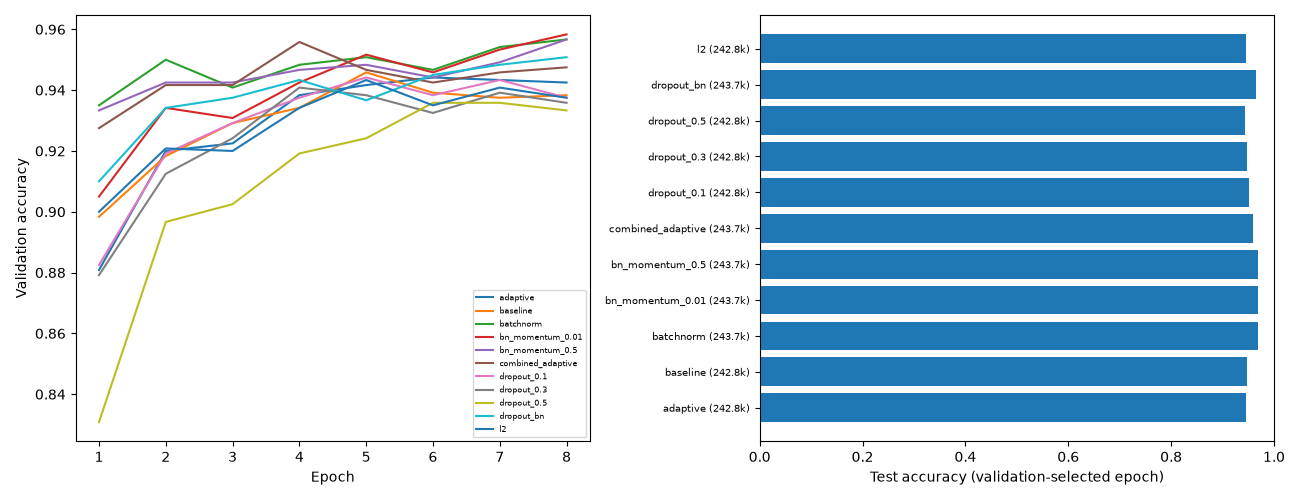 0.96
0.94
0.92
0.90
0.88
0.86
0.84
Validation accuracy
1 2 3 4 5 6 7 8
Epoch
adaptive
baseline
batchnorm
bn_momentum_0.01
bn_momentum_0.5
combined_adaptive
dropout_0.1
dropout_0.3
dropout_0.5
dropout_bn
l2
l2 (242.8k)
dropout_bn (243.7k)
dropout_0.5 (242.8k)
dropout_0.3 (242.8k)
dropout_0.1 (242.8k)
combined_adaptive (243.7k)
bn_momentum_0.5 (243.7k)
bn_momentum_0.01 (243.7k)
batchnorm (243.7k)
baseline (242.8k)
adaptive (242.8k)
0.0 0.2 0.4 0.6 0.8 1.0
Test accuracy (validation-selected epoch)